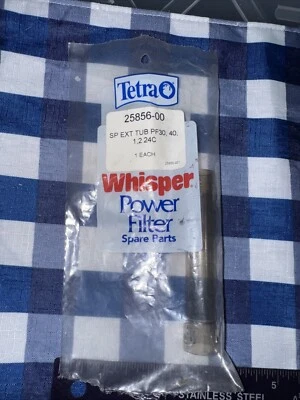 Tetra
25856-00
SP EXT TUB PF30, 40,
1,2 24C
1 EACH
Whisper
Power
Filter
Spare Parts
5
STAINLESS STEEL